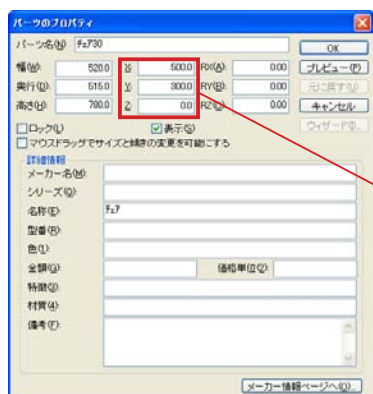 パーツのプロパティ
パーツ名(N) チェア30 OK
幅(W): 520.0 X: 500.0 RX(A): 0.00 プレビュー(P)
奥行(D): 515.0 Y: 300.0 RY(B): 0.00 元に戻す(U)
高さ(H): 780.0 Z: 0.0 RZ(C): 0.00 キャンセル
ロック(L) 表示(S) ウィザード(I)...
マウスドラッグでサイズと傾きの変更を可能にする
詳細情報
メーカー名(M):
シリーズ(Q):
名称(E): チェア
型番(R):
色(1):
金額(G): 価格単位(2):
特徴(3):
材質(4):
備考(F):
メーカー情報ページへ(O)...